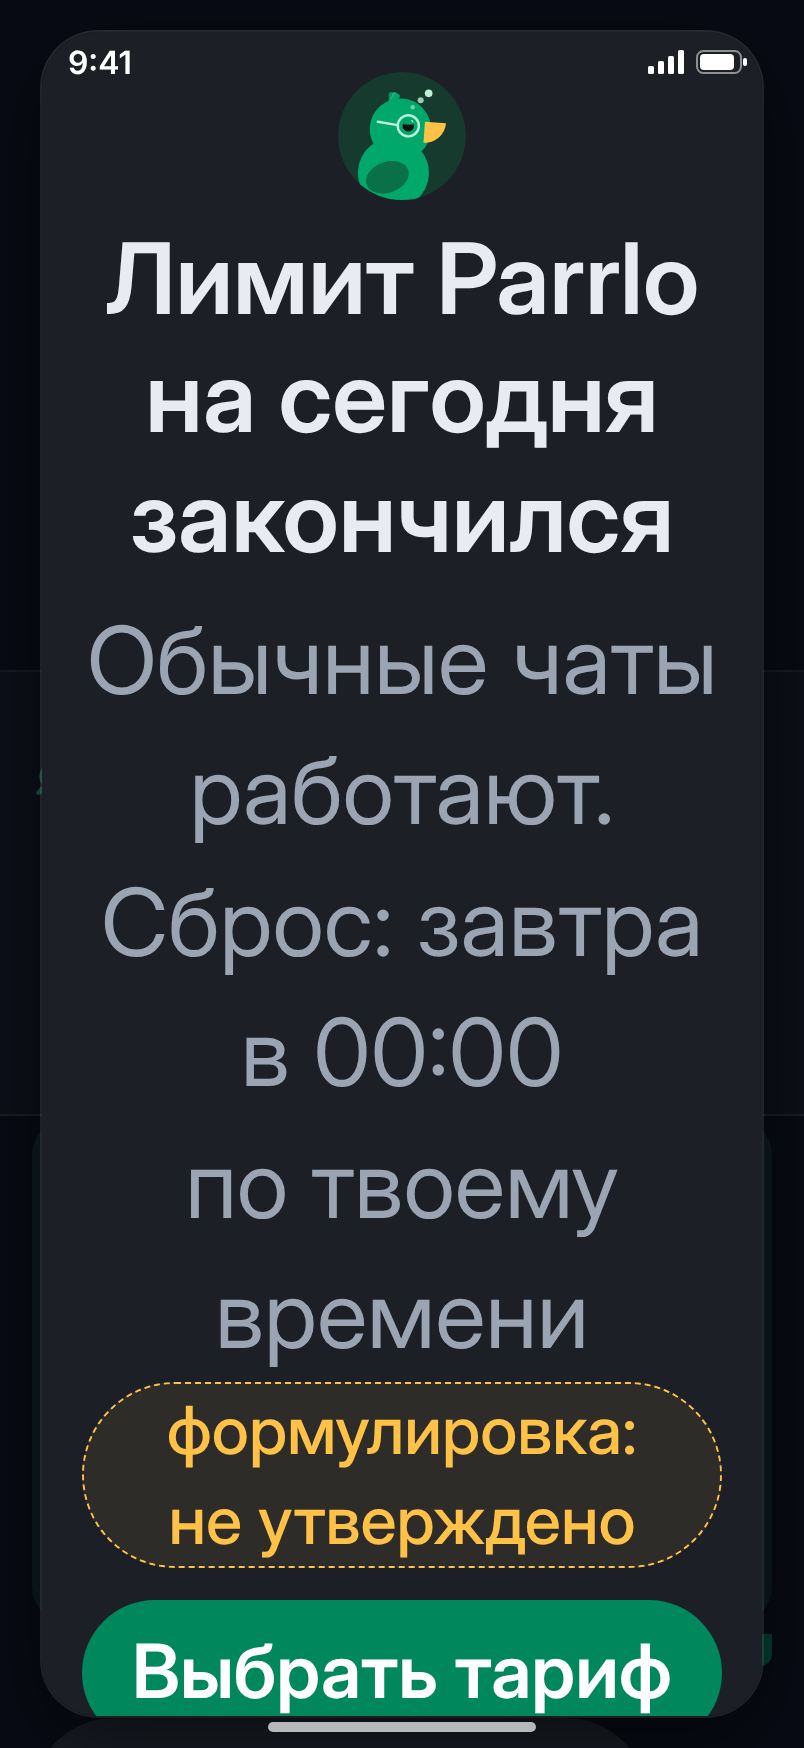 9:41
Лимит Parrlo
на сегодня
закончился
Обычные чаты
работают.
Сброс: завтра
в 00:00
по твоему
времени
формулировка:
не утверждено
Выбрать тариф